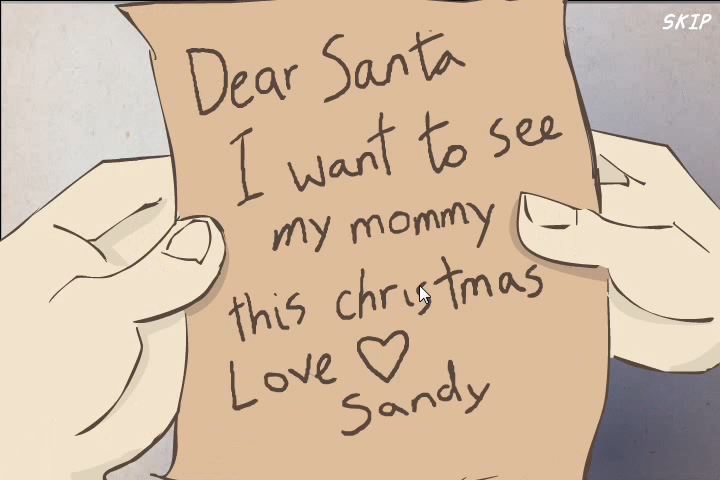 SKIP
Dear Santa
I want to see
my mommy
this christmas
Love ♡
Sandy